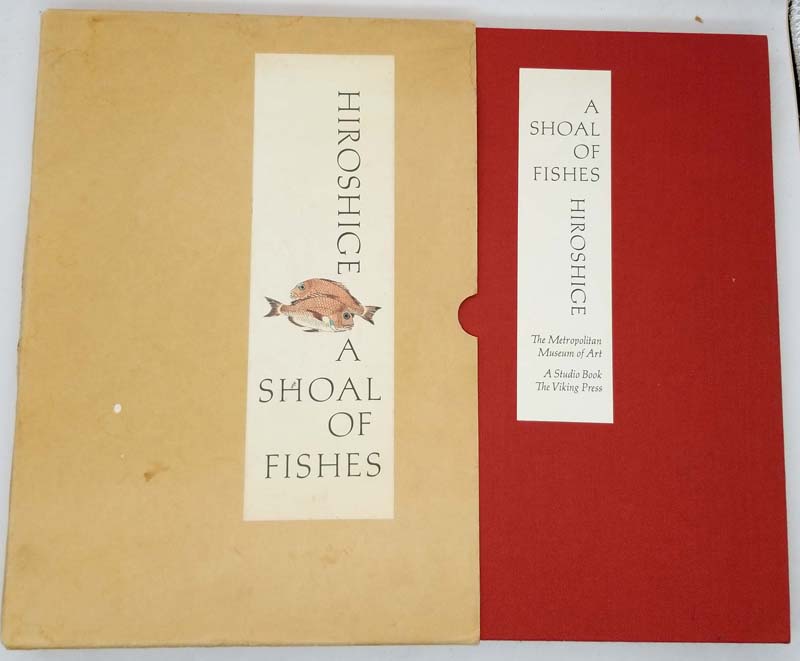 HIROSHIGE
A
SHOAL
OF
FISHES
A
SHOAL
OF
FISHES
HIROSHIGE
The Metropolitan
Museum of Art
A Studio Book
The Viking Press